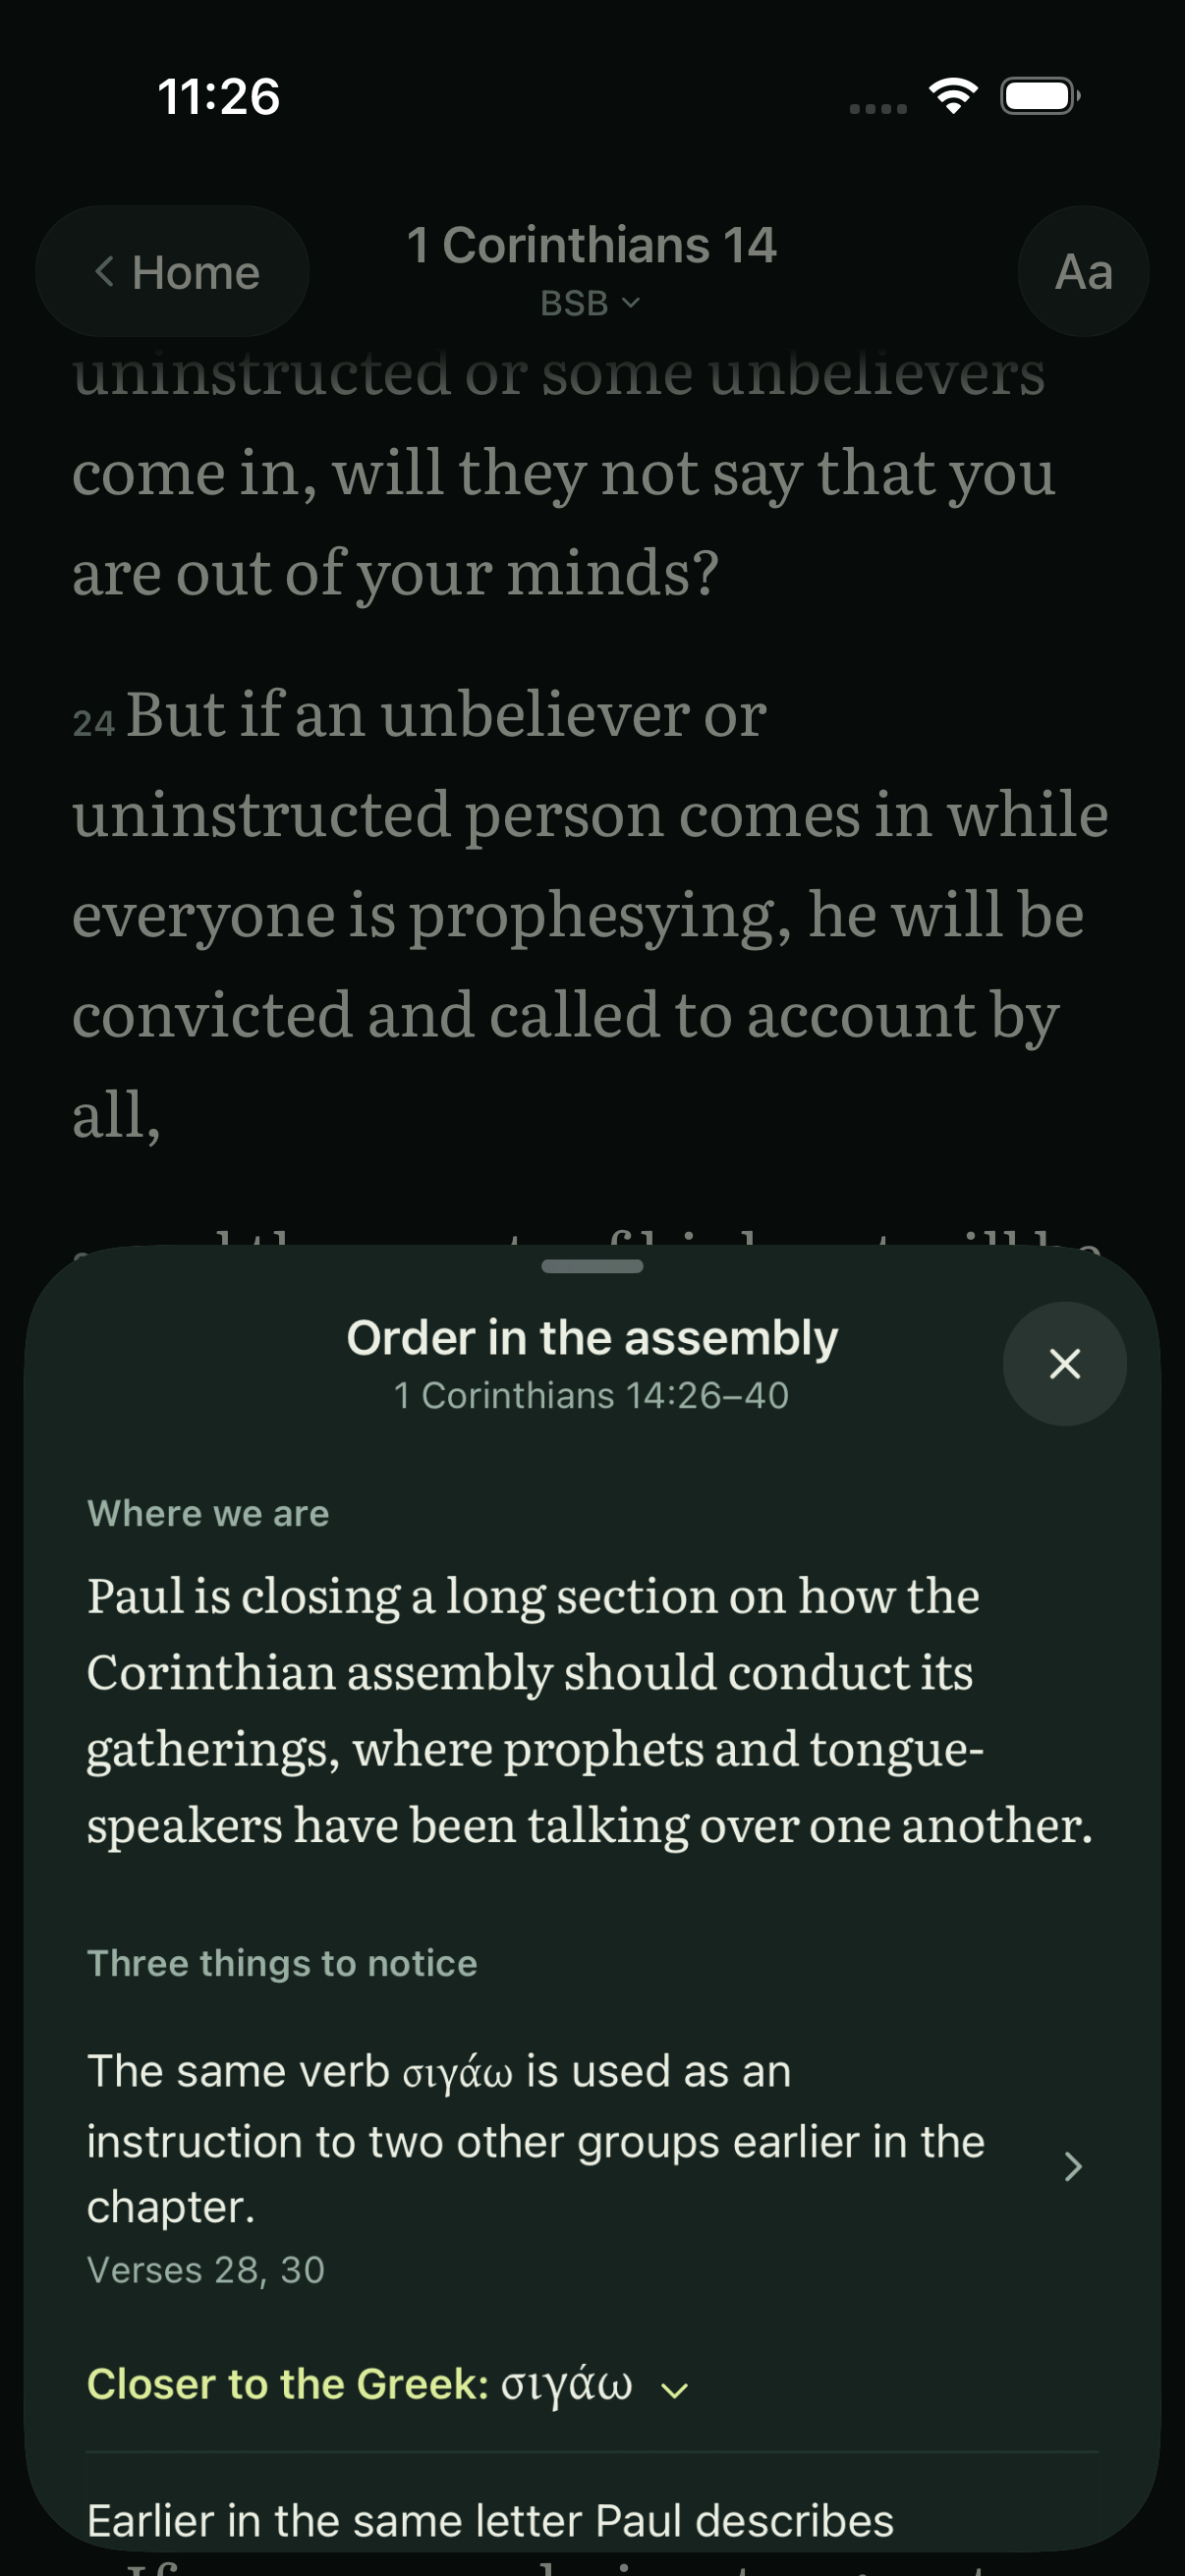 11:26
Home
1 Corinthians 14
BSB
Aa
uninstructed or some unbelievers
come in, will they not say that you
are out of your minds?
24 But if an unbeliever or
uninstructed person comes in while
everyone is prophesying, he will be
convicted and called to account by
all,
Order in the assembly
1 Corinthians 14:26–40
Where we are
Paul is closing a long section on how the
Corinthian assembly should conduct its
gatherings, where prophets and tongue-
speakers have been talking over one another.
Three things to notice
The same verb σιγάω is used as an
instruction to two other groups earlier in the
chapter.
Verses 28, 30
Closer to the Greek: σιγάω
Earlier in the same letter Paul describes